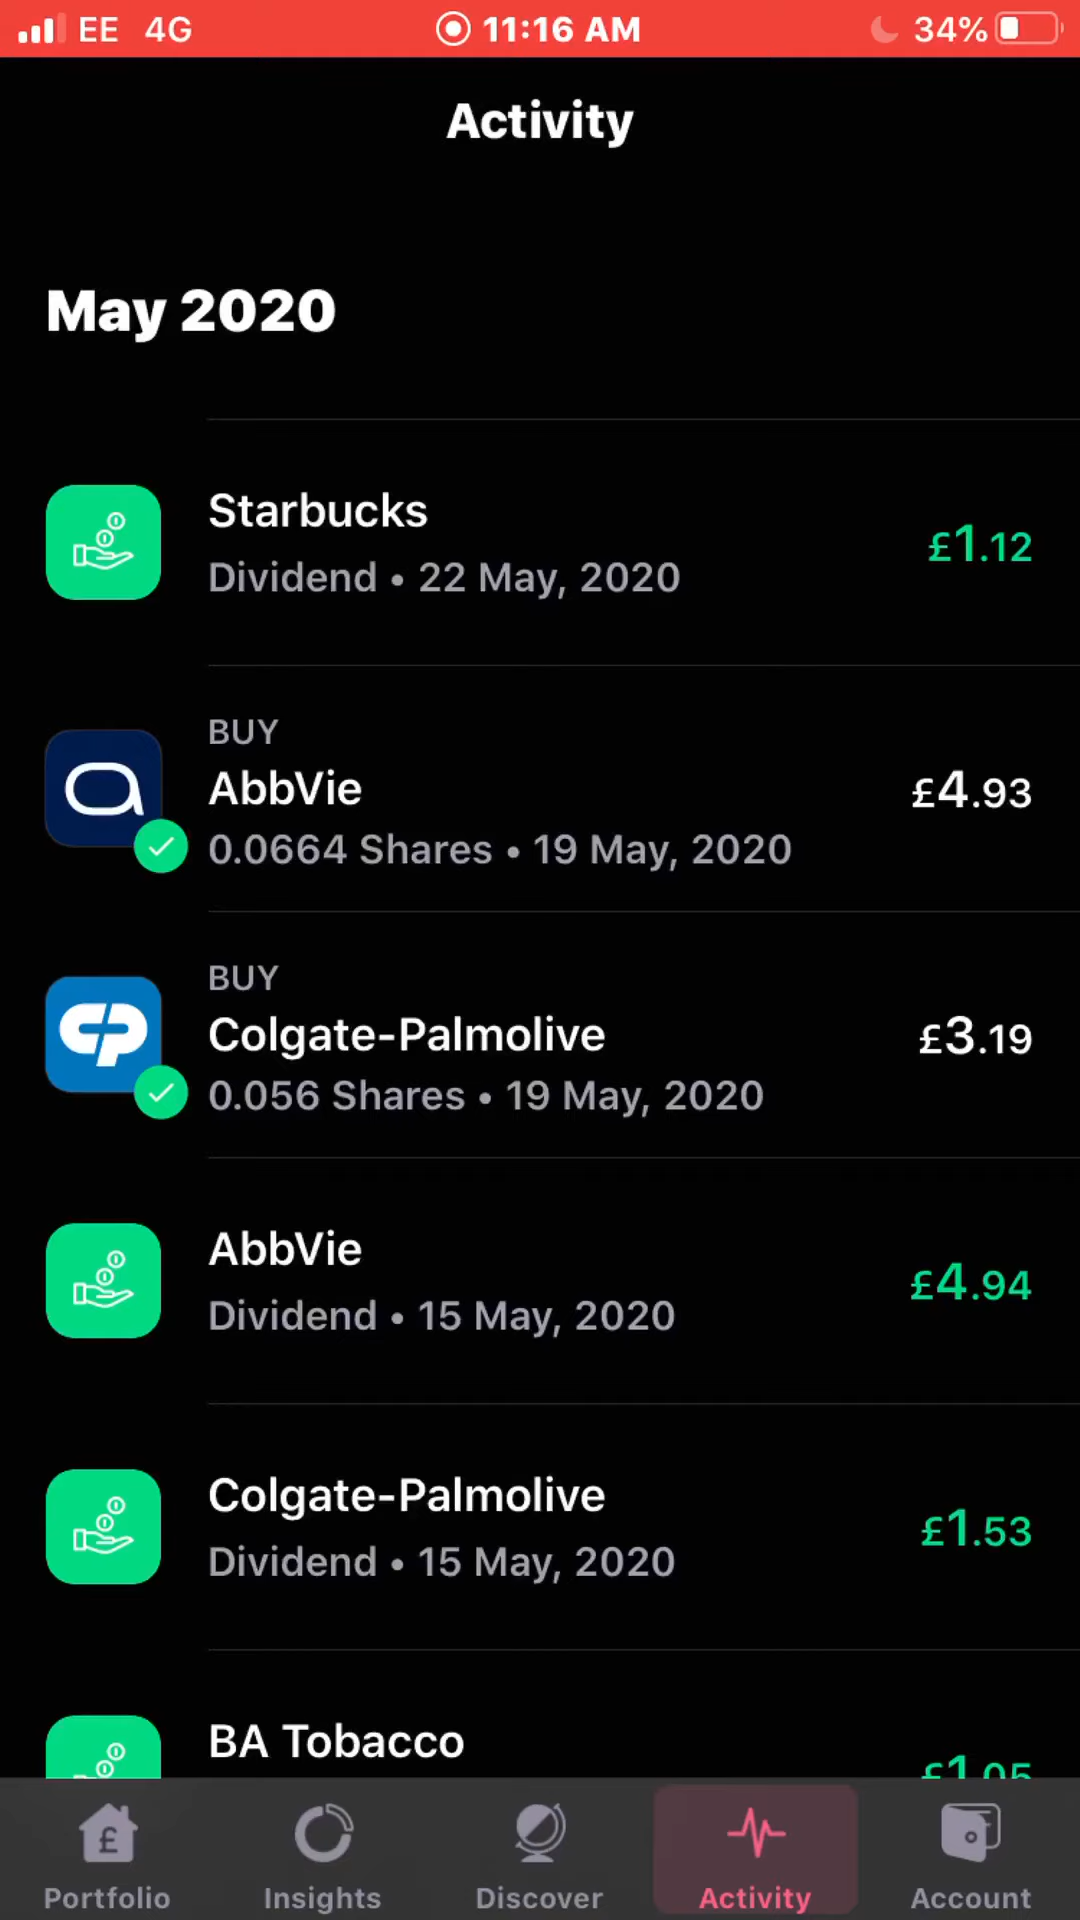 EE 4G 11:16 AM 34%
Activity
May 2020
Starbucks
£1.12
Dividend • 22 May, 2020
BUY
AbbVie
£4.93
0.0664 Shares • 19 May, 2020
BUY
Colgate-Palmolive
£3.19
0.056 Shares • 19 May, 2020
AbbVie
£4.94
Dividend • 15 May, 2020
Colgate-Palmolive
£1.53
Dividend • 15 May, 2020
BA Tobacco
£1.05
Portfolio Insights Discover Activity Account